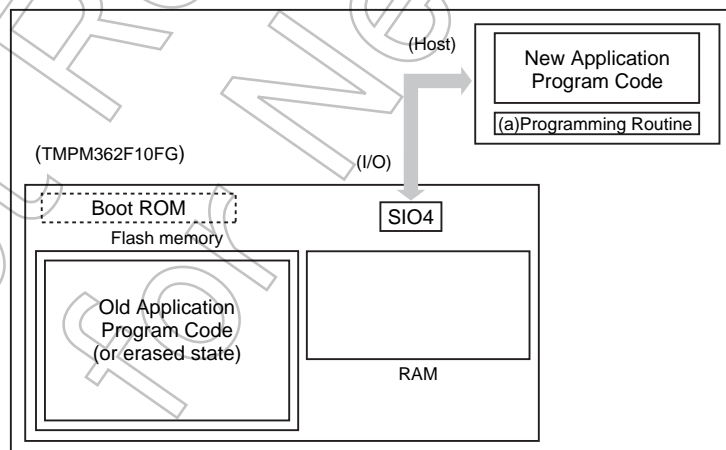 (Host)
New Application
Program Code
(a)Programming Routine
(TMPM362F10FG)
(I/O)
Boot ROM
SIO4
Flash memory
Old Application
Program Code
(or erased state)
RAM